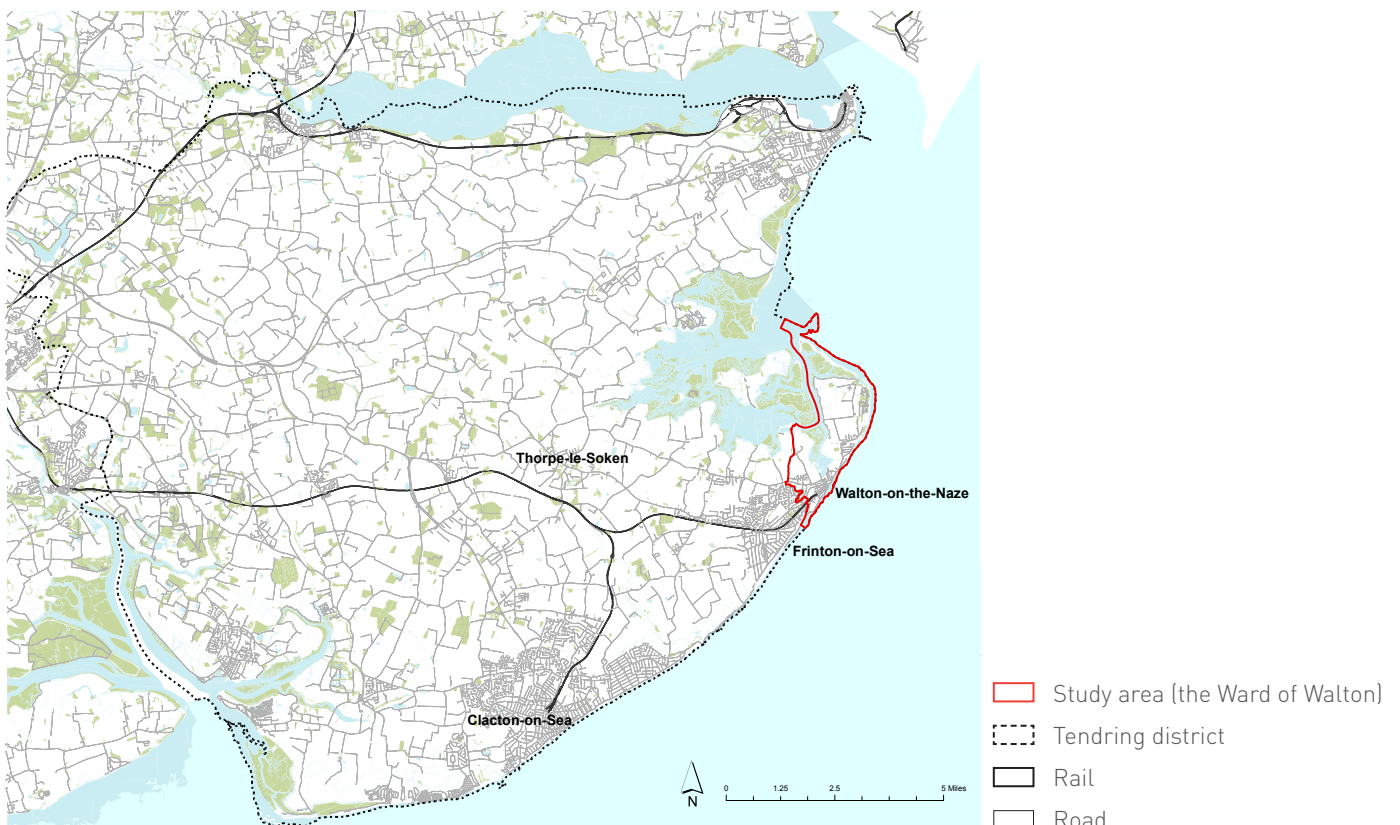 Thorpe-le-Soken
Walton-on-the-Naze
Frinton-on-Sea
Clacton-on-Sea
N
0 1.25 2.5 5 Miles
Study area (the Ward of Walton)
Tendring district
Rail
Road